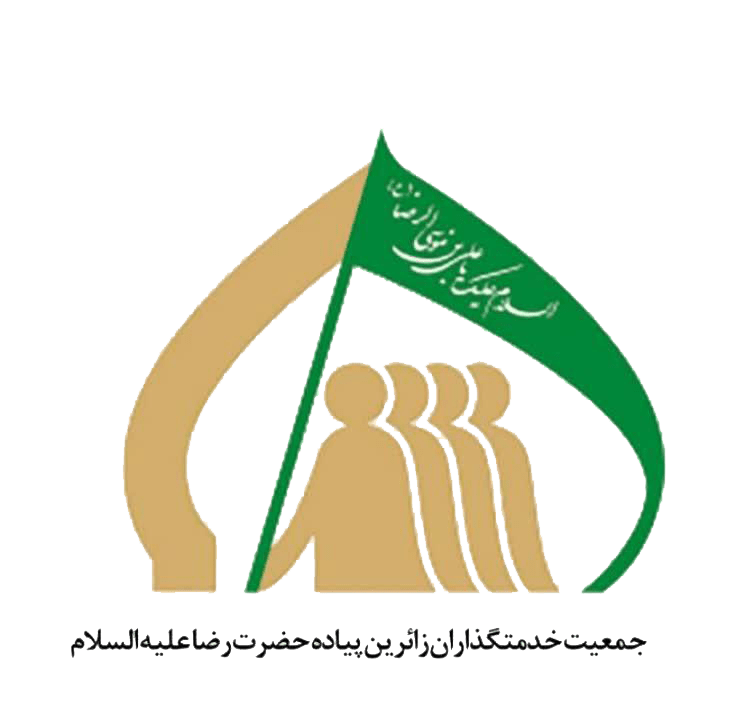 السلام علیک یا علی بن موسی الرضا (ع)
جمعیت خدمتگذاران زائرین پیاده حضرت رضا علیه السلام